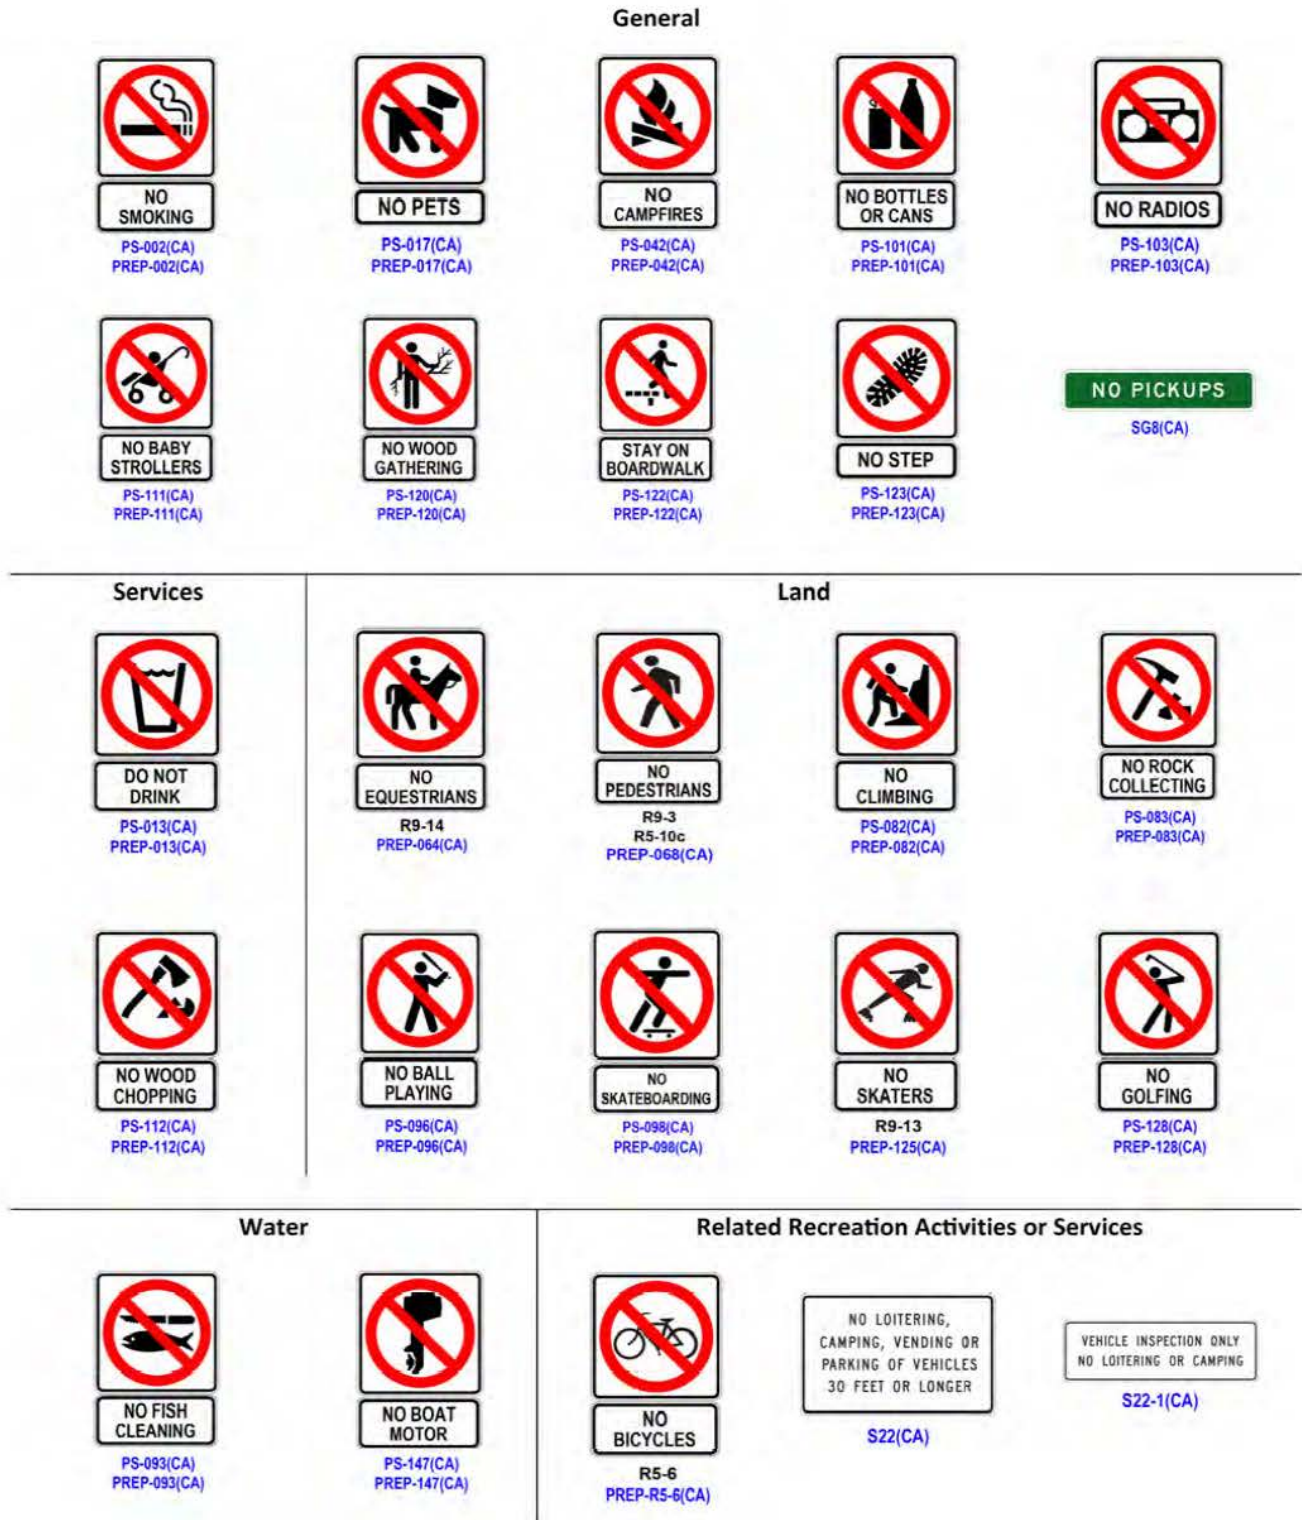 General
NO
SMOKING
PS-002(CA)
PREP-002(CA)
NO PETS
PS-017(CA)
PREP-017(CA)
NO
CAMPFIRES
PS-042(CA)
PREP-042(CA)
NO BOTTLES
OR CANS
PS-101(CA)
PREP-101(CA)
NO RADIOS
PS-103(CA)
PREP-103(CA)
NO BABY
STROLLERS
PS-111(CA)
PREP-111(CA)
NO WOOD
GATHERING
PS-120(CA)
PREP-120(CA)
STAY ON
BOARDWALK
PS-122(CA)
PREP-122(CA)
NO STEP
PS-123(CA)
PREP-123(CA)
NO PICKUPS
SG8(CA)
Services
DO NOT
DRINK
PS-013(CA)
PREP-013(CA)
NO WOOD
CHOPPING
PS-112(CA)
PREP-112(CA)
Land
NO
EQUESTRIANS
R9-14
PREP-064(CA)
NO
PEDESTRIANS
R9-3
R5-10c
PREP-068(CA)
NO
CLIMBING
PS-082(CA)
PREP-082(CA)
NO ROCK
COLLECTING
PS-083(CA)
PREP-083(CA)
NO BALL
PLAYING
PS-096(CA)
PREP-096(CA)
NO
SKATEBOARDING
PS-098(CA)
PREP-098(CA)
NO
SKATERS
R9-13
PREP-125(CA)
NO
GOLFING
PS-128(CA)
PREP-128(CA)
Water
NO FISH
CLEANING
PS-093(CA)
PREP-093(CA)
NO BOAT
MOTOR
PS-147(CA)
PREP-147(CA)
Related Recreation Activities or Services
NO
BICYCLES
R5-6
PREP-R5-6(CA)
NO LOITERING,
CAMPING, VENDING OR
PARKING OF VEHICLES
30 FEET OR LONGER
S22(CA)
VEHICLE INSPECTION ONLY
NO LOITERING OR CAMPING
S22-1(CA)